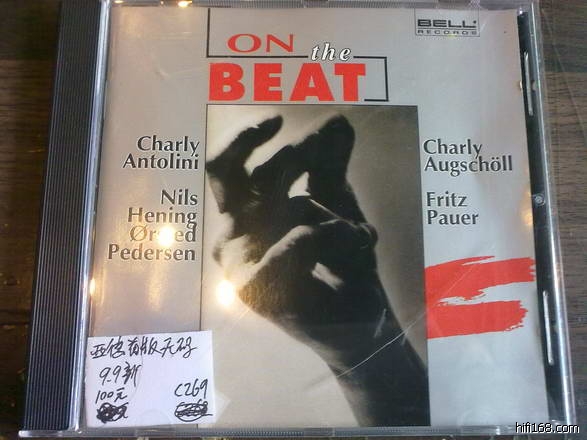 ON the
BEAT
BELL
RECORDS
Charly
Antolini
Nils
Hening
Ørsted
Pedersen
Charly
Augschöll
Fritz
Pauer
9.9新
100元
C269
hifi168.com